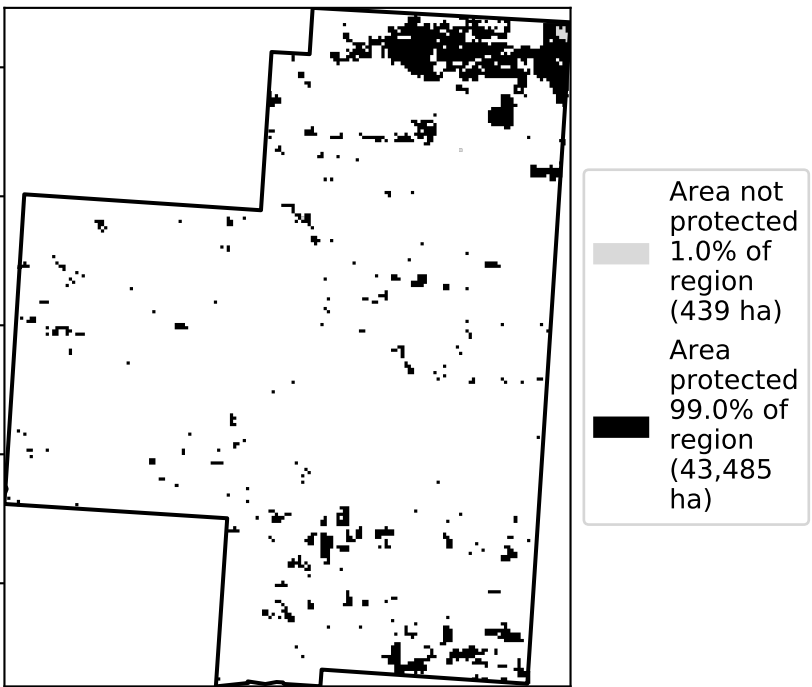 Area not
protected
1.0% of
region
(439 ha)
Area
protected
99.0% of
region
(43,485
ha)